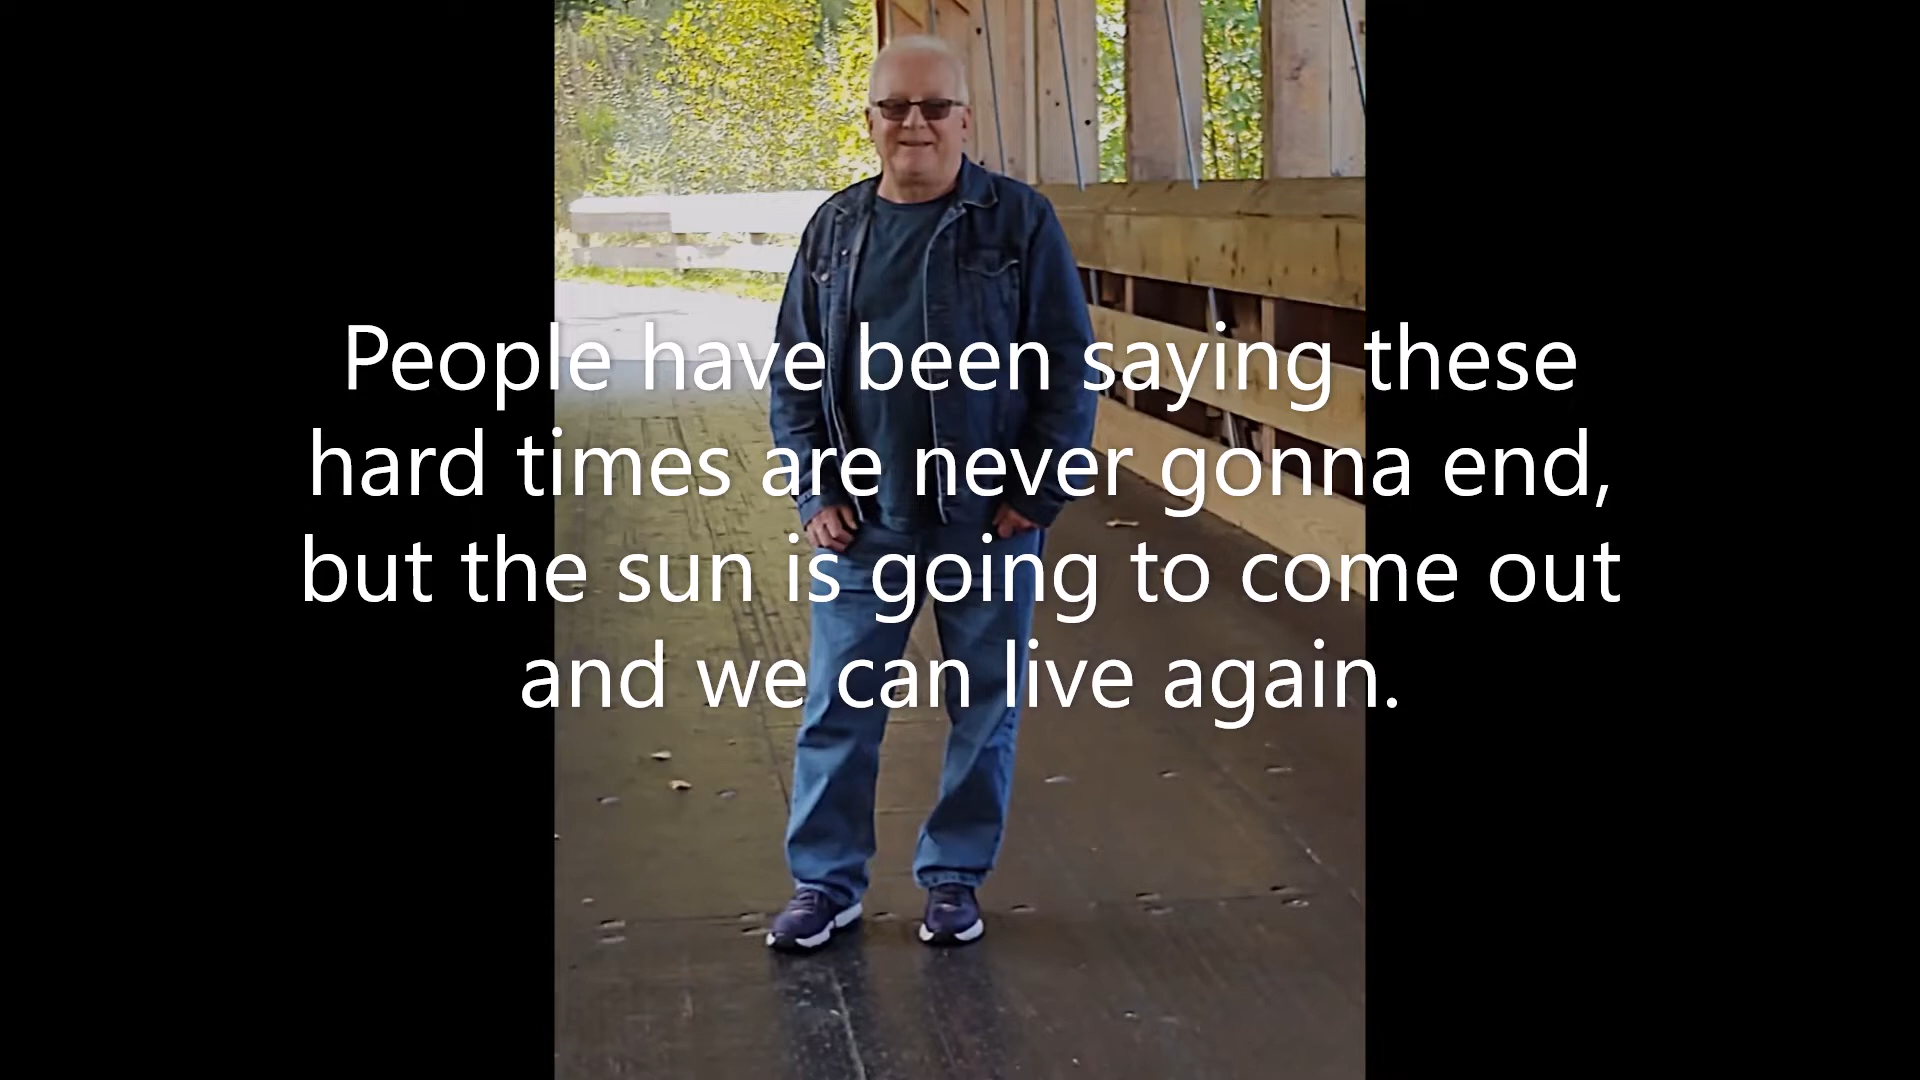 People have been saying these
hard times are never gonna end,
but the sun is going to come out
and we can live again.